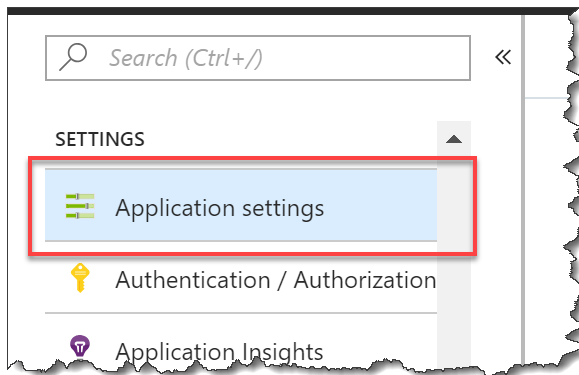 Search (Ctrl+/)
«
SETTINGS
Application settings
Authentication / Authorization
Application Insights